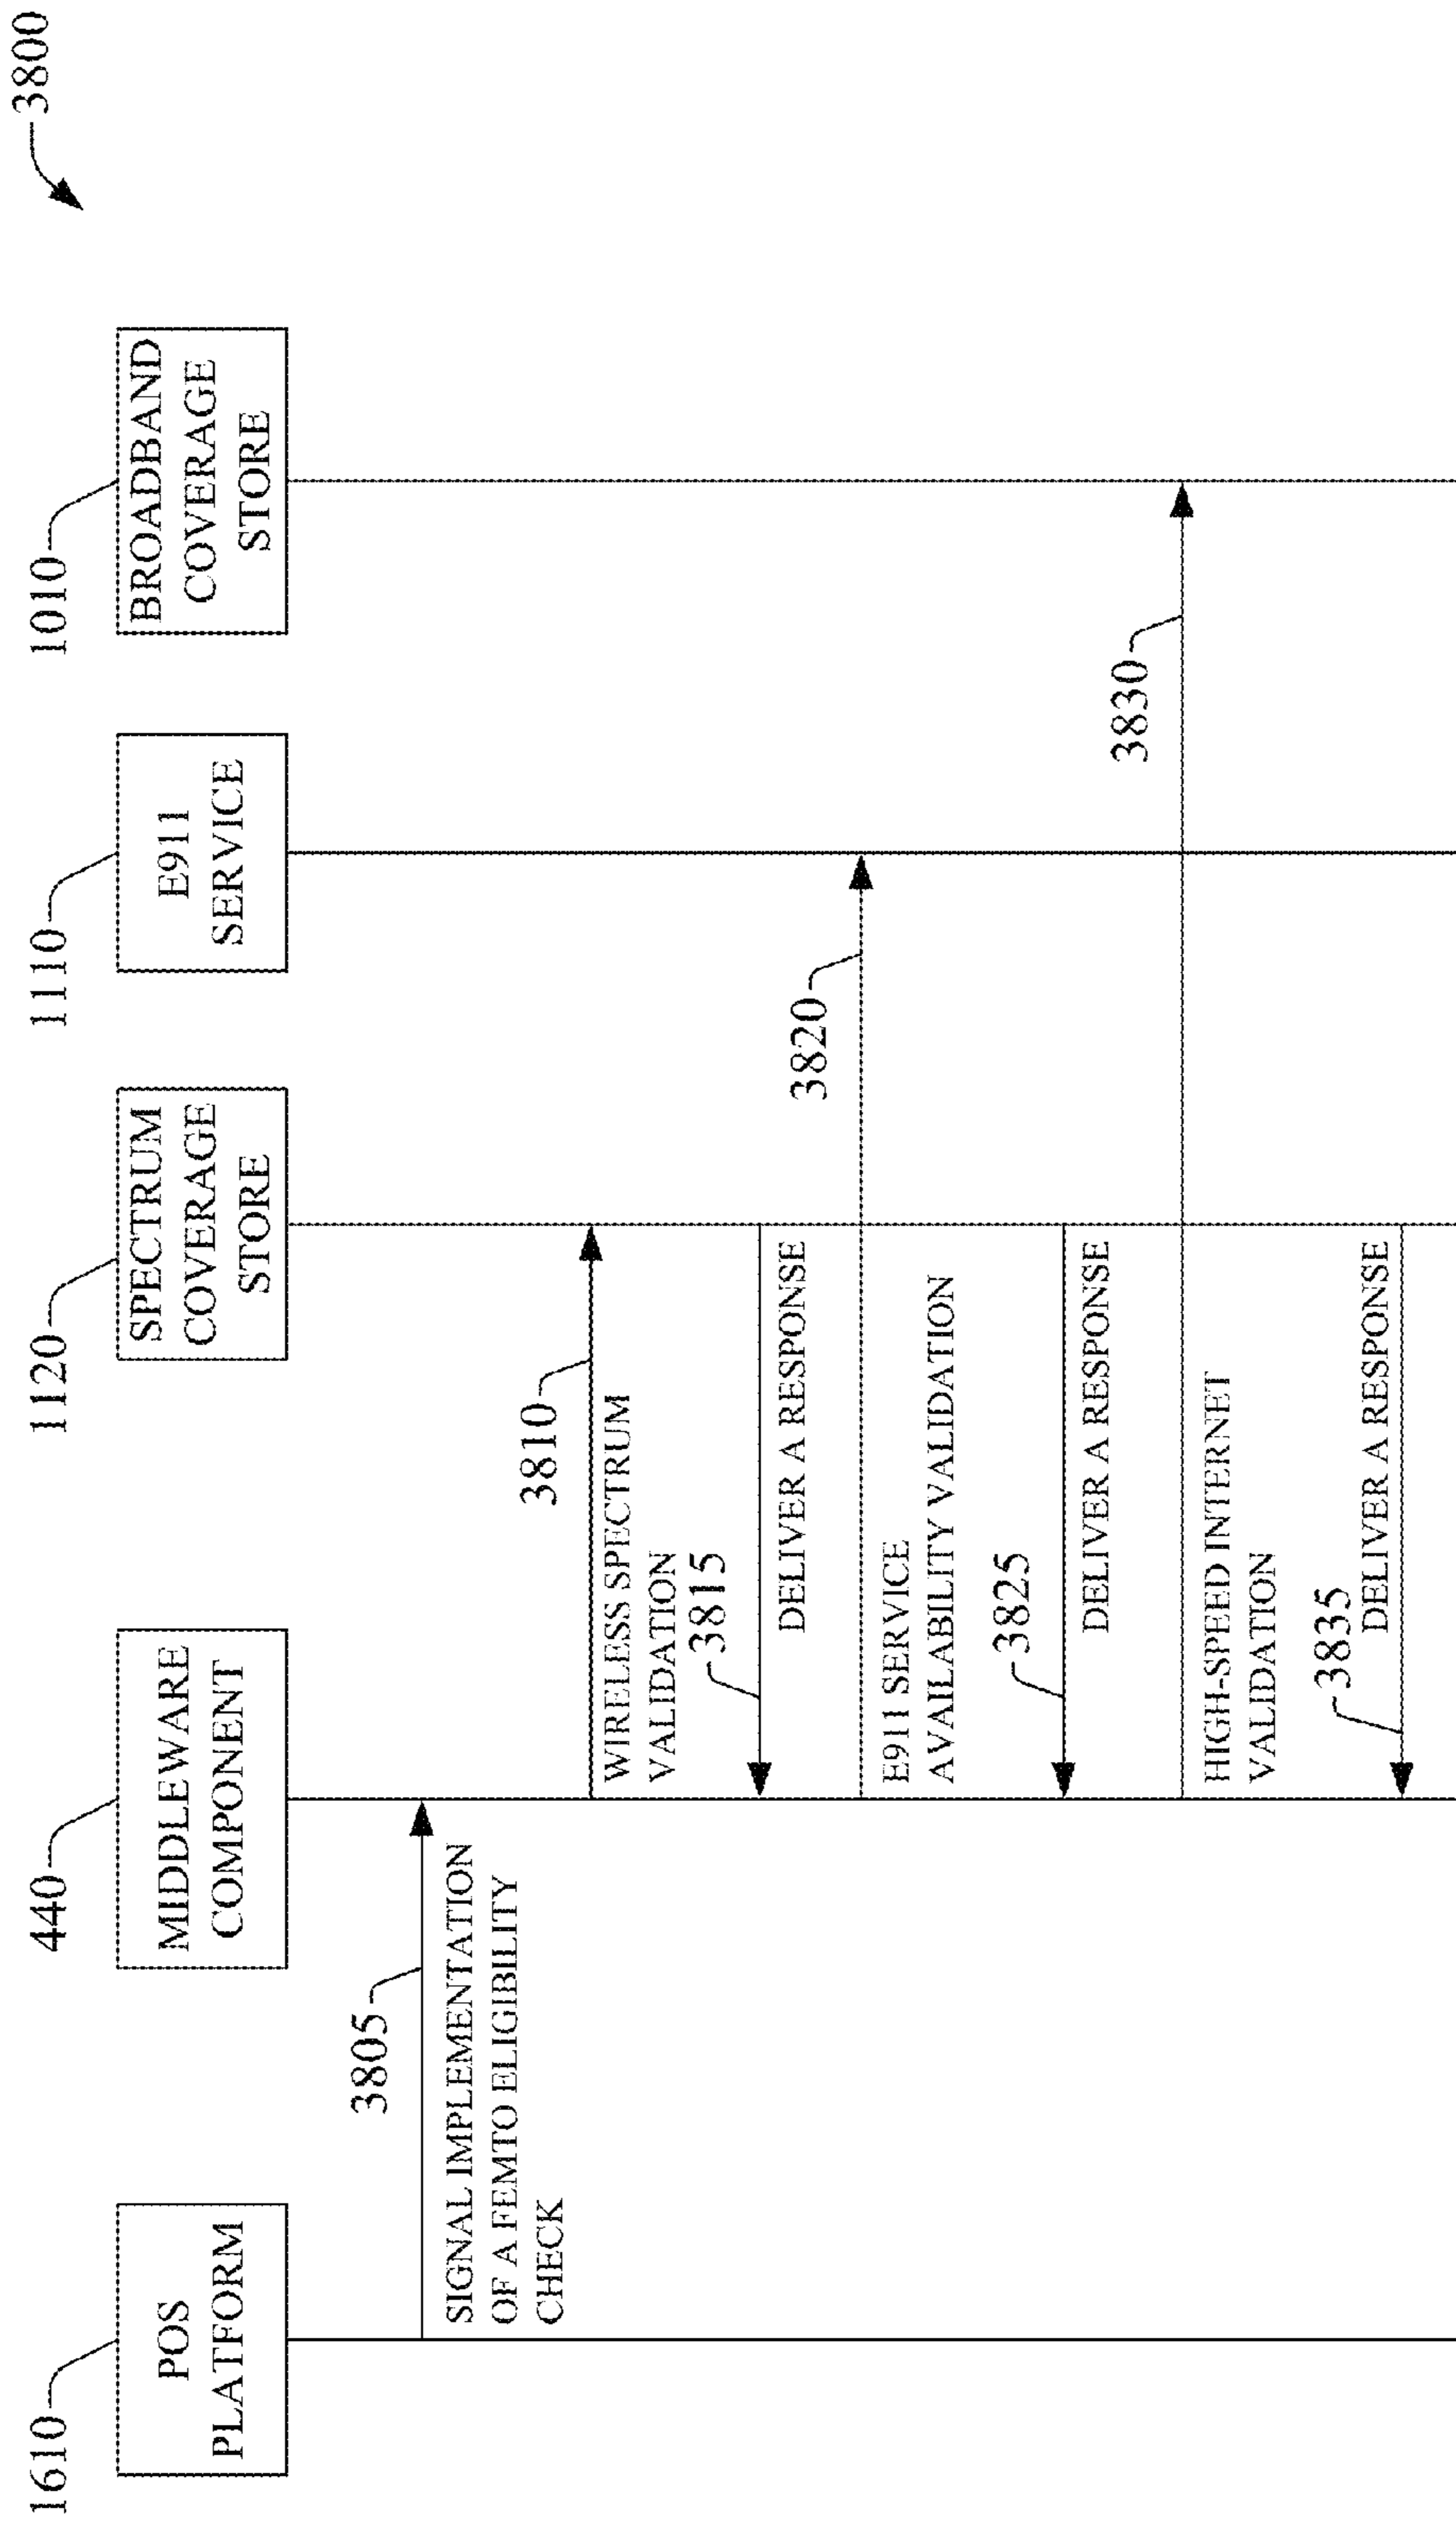 3800
1610
440
1120
1110
1010
POS
PLATFORM
MIDDLEWARE
COMPONENT
SPECTRUM
COVERAGE
STORE
E911
SERVICE
BROADBAND
COVERAGE
STORE
3805
SIGNAL IMPLEMENTATION
OF A FEMTO ELIGIBILITY
CHECK
3810
WIRELESS SPECTRUM
VALIDATION
3815
DELIVER A RESPONSE
3820
E911 SERVICE
AVAILABILITY VALIDATION
3825
DELIVER A RESPONSE
3830
HIGH-SPEED INTERNET
VALIDATION
3835
DELIVER A RESPONSE